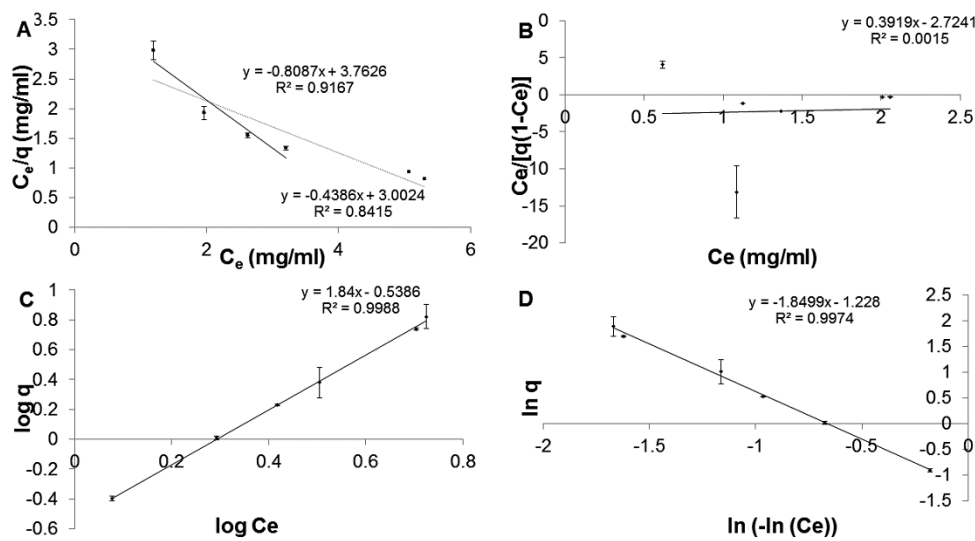 A
y = -0.8087x + 3.7626
R² = 0.9167
y = -0.4386x + 3.0024
R² = 0.8415
3.5
3
2.5
2
1.5
1
0.5
0
0 2 4 6
Cₑ/q (mg/ml)
Cₑ (mg/ml)
B
y = 0.3919x - 2.7241
R² = 0.0015
0
5
0
-5
-10
-15
-20
0 0.5 1 1.5 2 2.5
Ce/[q(1-Ce)]
Ce (mg/ml)
C
y = 1.84x - 0.5386
R² = 0.9988
1
0.8
0.6
0.4
0.2
0
-0.2
-0.4
-0.6
0 0.2 0.4 0.6 0.8
log q
log Ce
D
y = -1.8499x - 1.228
R² = 0.9974
2.5
2
1.5
1
0.5
0
-0.5
-1
-1.5
-2 -1.5 -1 -0.5 0
ln q
ln (-ln (Ce))